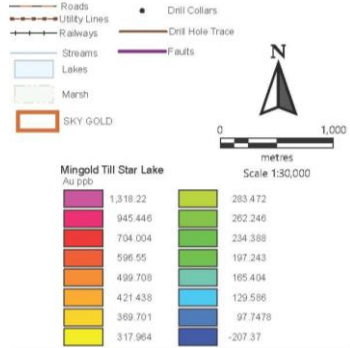 Roads
Utility Lines
Railways
Streams
Lakes
Marsh
SKY GOLD
Drill Collars
Drill Hole Trace
Faults
N
0 1,000
metres
Scale 1:30,000
Mingold Till Star Lake
Au ppb
1,318.22
945.446
704.004
596.55
499.708
421.438
369.701
317.964
283.472
262.246
234.388
197.243
165.404
129.586
97.7478
-207.37